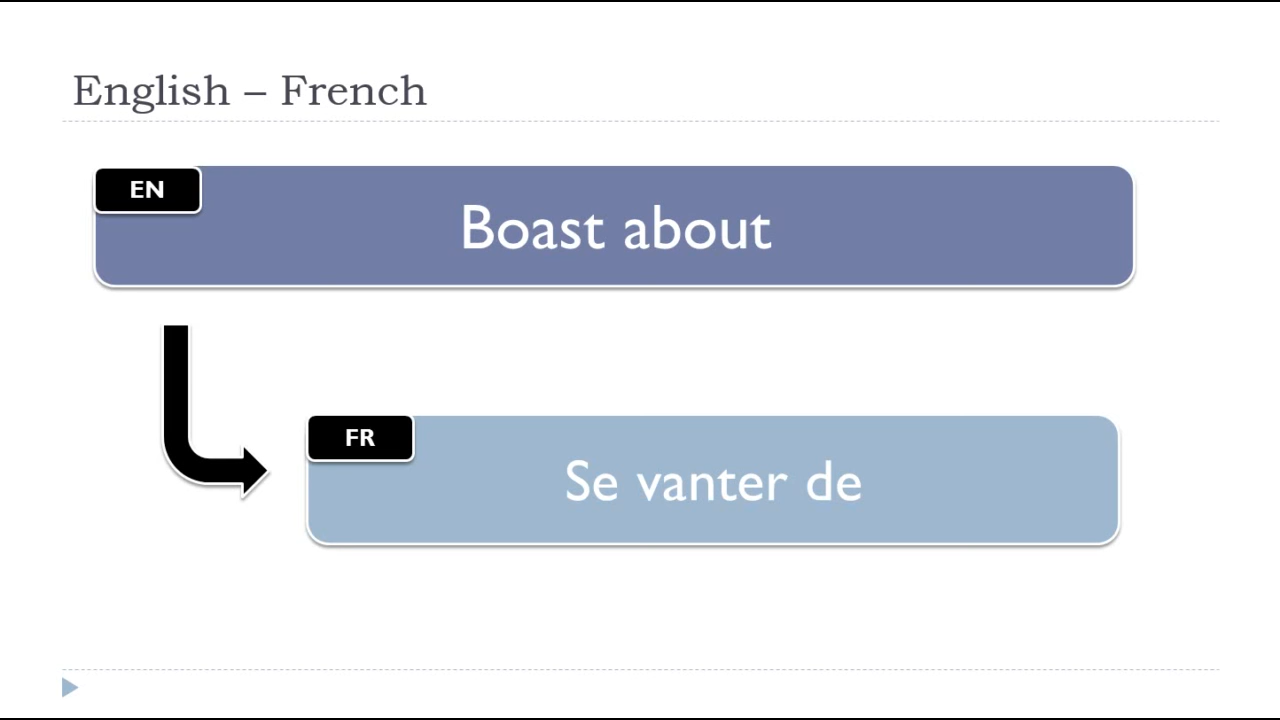 English – French
EN
Boast about
FR
Se vanter de